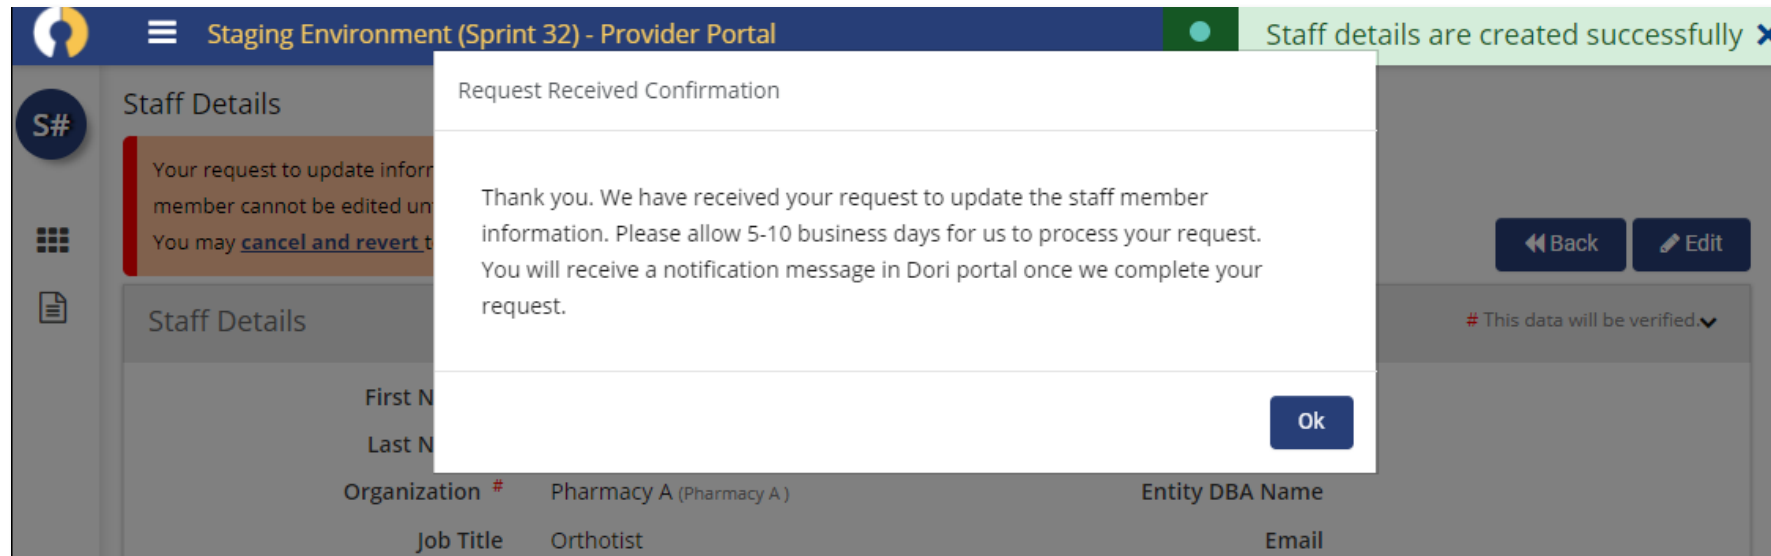 Staging Environment (Sprint 32) - Provider Portal
Staff details are created successfully
S#
Staff Details
Request Received Confirmation
Your request to update
member cannot be edited
You may cancel and revert
Thank you. We have received your request to update the staff member
information. Please allow 5-10 business days for us to process your request.
You will receive a notification message in Dori portal once we complete your
request.
Ok
Back
Edit
Staff Details
# This data will be verified.
First
Last
Organization #
Pharmacy A (Pharmacy A )
Entity DBA Name
Job Title
Orthotist
Email